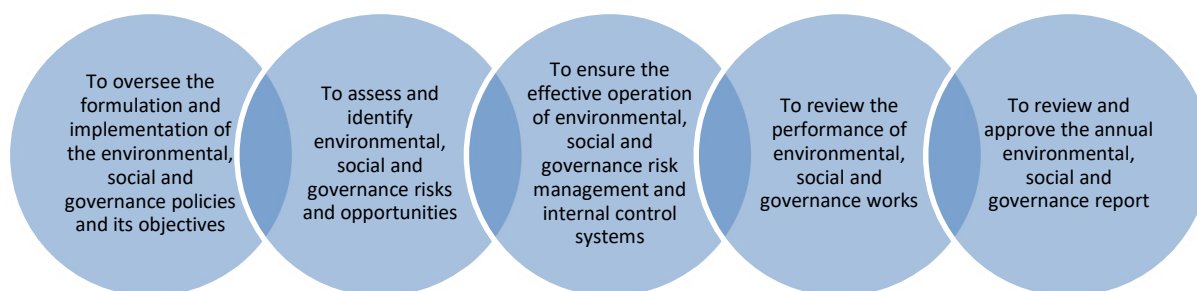 To oversee the
formulation and
implementation of
the environmental,
social and
governance policies
and its objectives
To assess and
identify
environmental,
social and
governance risks
and opportunities
To ensure the
effective operation
of environmental,
social and
governance risk
management and
internal control
systems
To review the
performance of
environmental,
social and
governance works
To review and
approve the annual
environmental,
social and
governance report